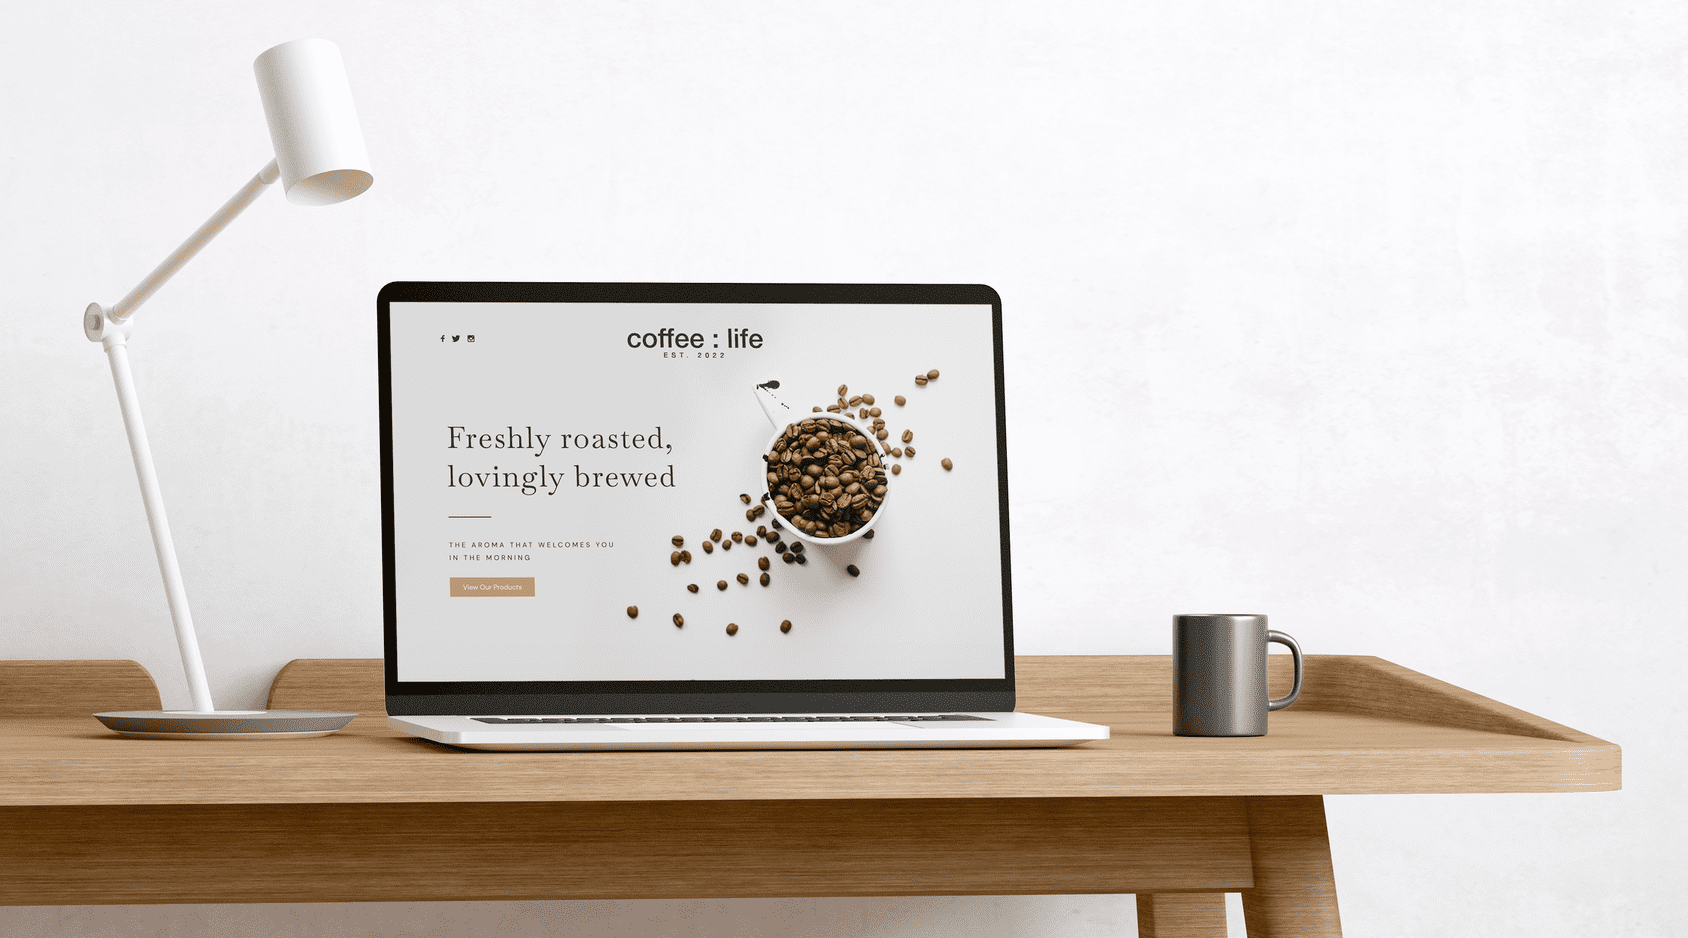 coffee : life
EST. 2022
Freshly roasted,
lovingly brewed
THE AROMA THAT WELCOMES YOU
IN THE MORNING
View Our Products